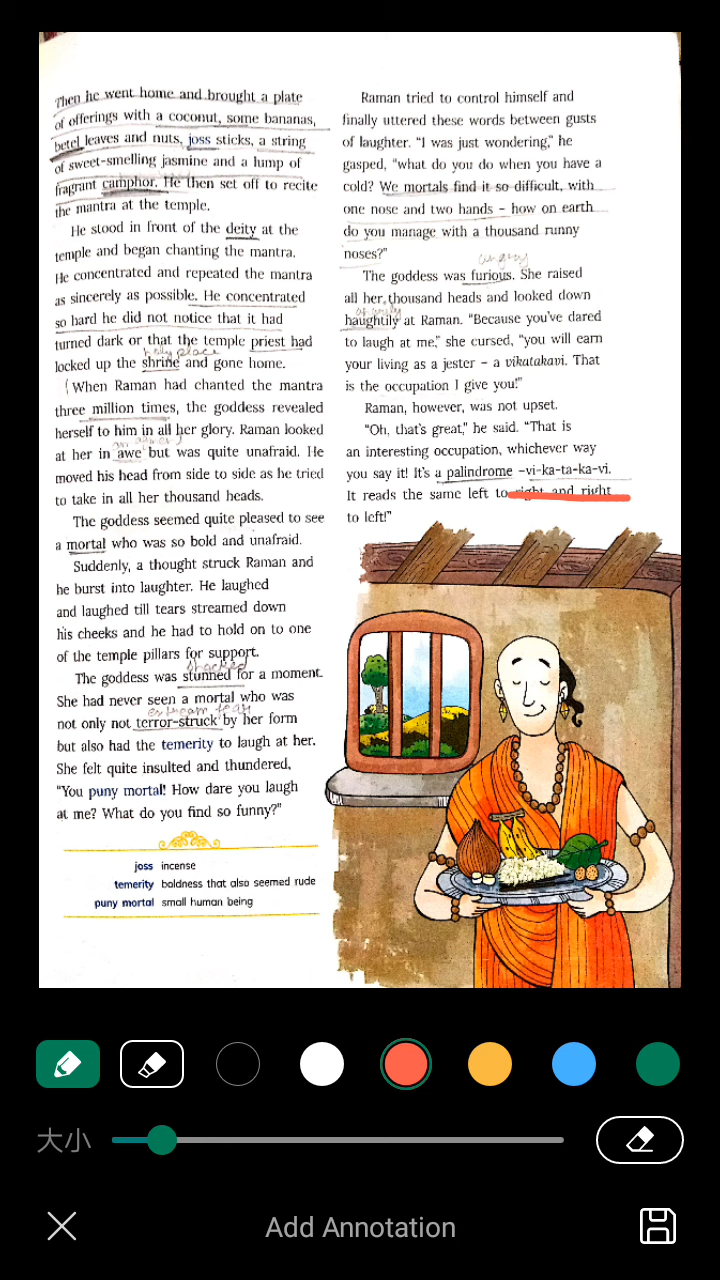 Then he went home and brought a plate
of offerings with a coconut, some bananas,
betel leaves and nuts, joss sticks, a string
of sweet-smelling jasmine and a lump of
fragrant camphor. He then set off to recite
the mantra at the temple.
He stood in front of the deity at the
temple and began chanting the mantra.
He concentrated and repeated the mantra
as sincerely as possible. He concentrated
so hard he did not notice that it had
turned dark or that the temple priest had
holy place
locked up the shrine and gone home.
When Raman had chanted the mantra
three million times, the goddess revealed
herself to him in all her glory. Raman looked
at her in awe but was quite unafraid. He
moved his head from side to side as he tried
to take in all her thousand heads.
The goddess seemed quite pleased to see
a mortal who was so bold and unafraid.
Suddenly, a thought struck Raman and
he burst into laughter. He laughed
and laughed till tears streamed down
his cheeks and he had to hold on to one
of the temple pillars for support.
shocked
The goddess was stunned for a moment.
She had never seen a mortal who was
not only not terror-struck by her form
but also had the temerity to laugh at her.
She felt quite insulted and thundered,
"You puny mortal! How dare you laugh
at me? What do you find so funny?"
joss incense
temerity boldness that also seemed rude
puny mortal small human being
Raman tried to control himself and
finally uttered these words between gusts
of laughter. "I was just wondering," he
gasped, "what do you do when you have a
cold? We mortals find it so difficult, with
one nose and two hands – how on earth
do you manage with a thousand runny
noses?"
angry
The goddess was furious. She raised
all her thousand heads and looked down
haughtily at Raman. "Because you've dared
to laugh at me," she cursed, "you will earn
your living as a jester – a vikatakavi. That
is the occupation I give you!"
Raman, however, was not upset.
"Oh, that's great," he said. "That is
an interesting occupation, whichever way
you say it! It's a palindrome –vi-ka-ta-ka-vi.
It reads the same left to right and right
to left!"
大小
Add Annotation